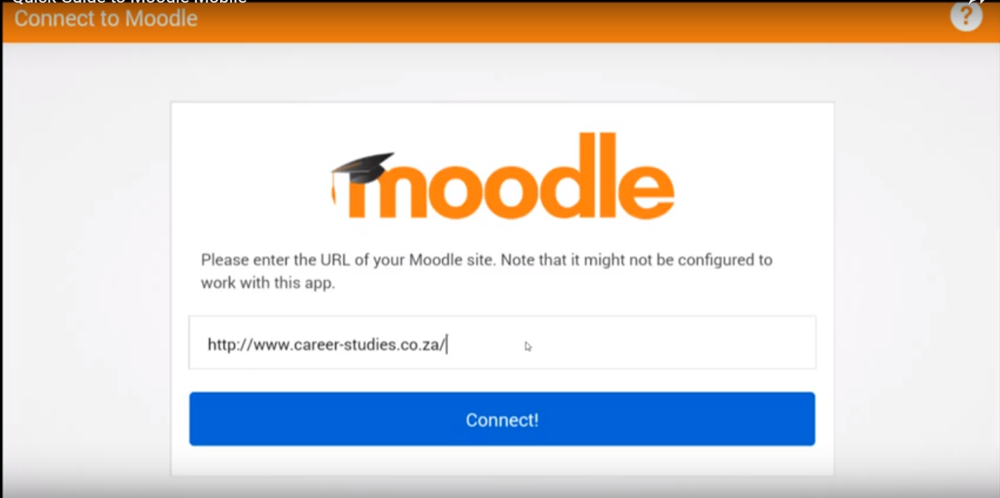 Quick Guide to Moodle Mobile
Connect to Moodle
?
moodle
Please enter the URL of your Moodle site. Note that it might not be configured to
work with this app.
http://www.career-studies.co.za/
Connect!